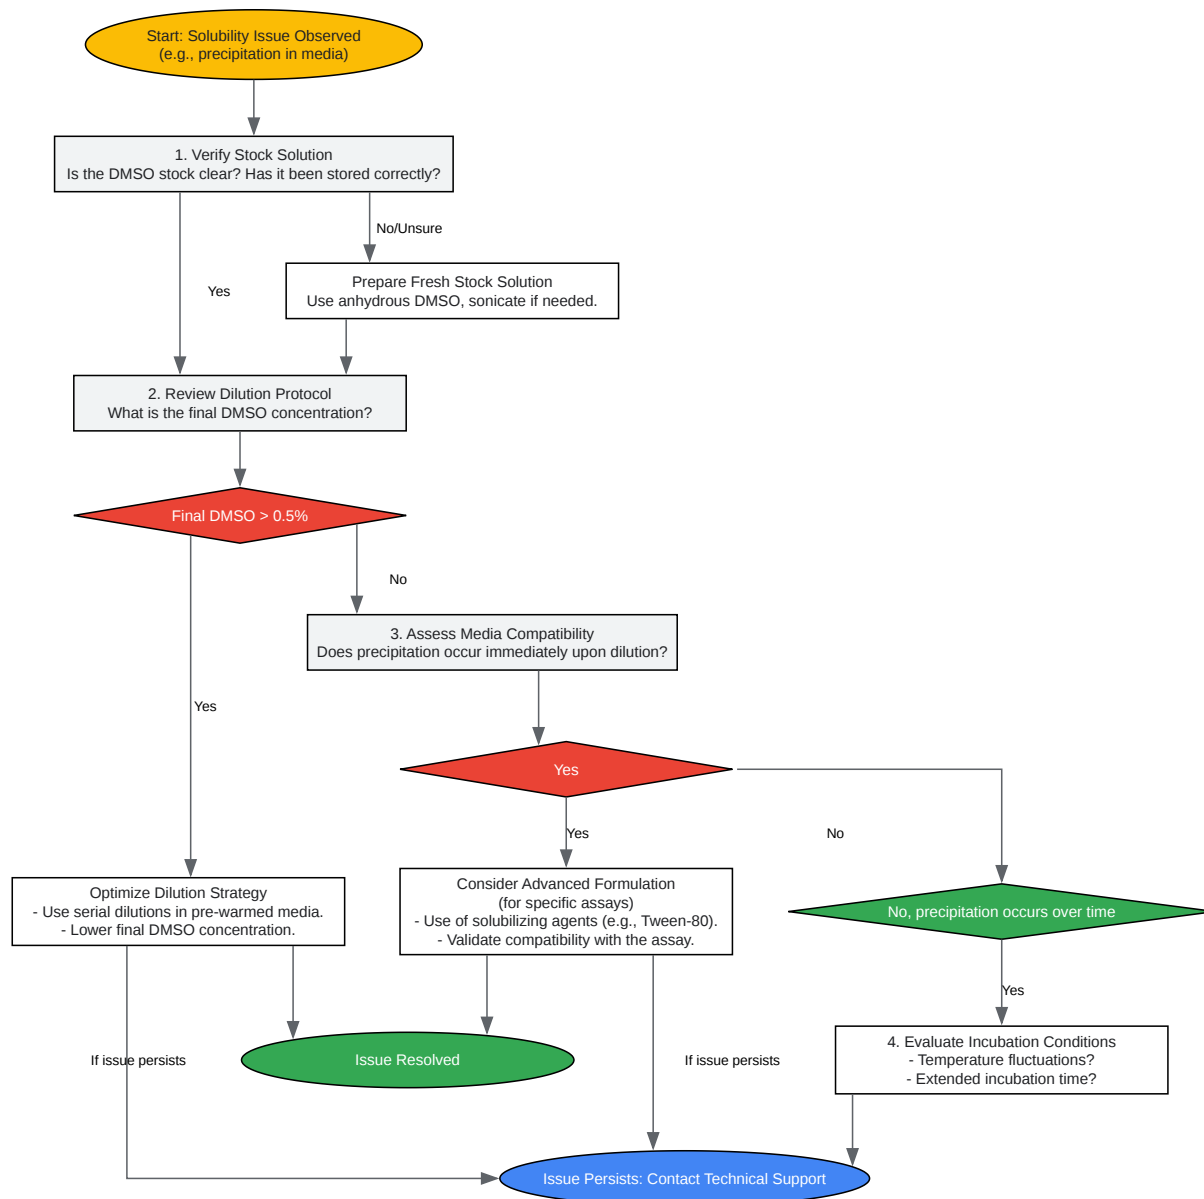 Start: Solubility Issue Observed
(e.g., precipitation in media)
1. Verify Stock Solution
Is the DMSO stock clear? Has it been stored correctly?
No/Unsure
Yes
Prepare Fresh Stock Solution
Use anhydrous DMSO, sonicate if needed.
2. Review Dilution Protocol
What is the final DMSO concentration?
Final DMSO > 0.5%
No
3. Assess Media Compatibility
Does precipitation occur immediately upon dilution?
Yes
Yes
Yes
No
Optimize Dilution Strategy
- Use serial dilutions in pre-warmed media.
- Lower final DMSO concentration.
Consider Advanced Formulation
(for specific assays)
- Use of solubilizing agents (e.g., Tween-80).
- Validate compatibility with the assay.
No, precipitation occurs over time
Yes
If issue persists
Issue Resolved
If issue persists
4. Evaluate Incubation Conditions
- Temperature fluctuations?
- Extended incubation time?
Issue Persists: Contact Technical Support